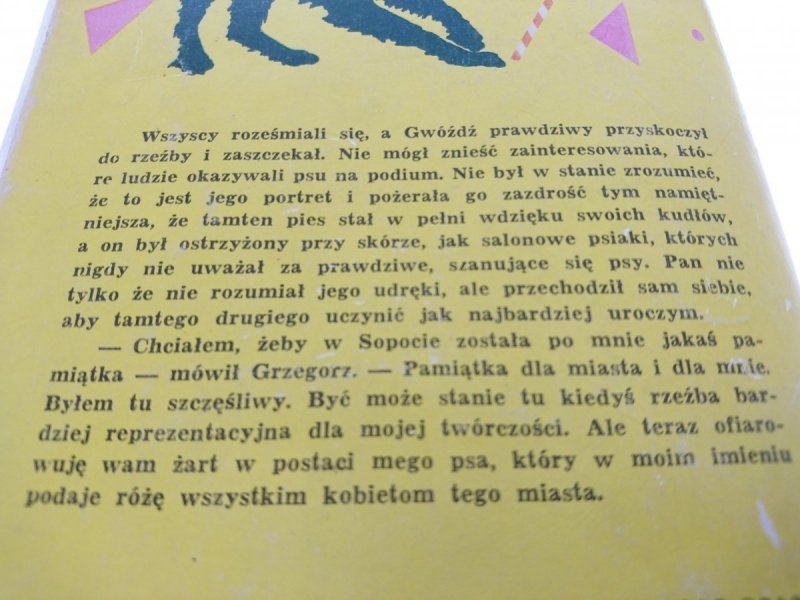 Wszyscy roześmiali się, a Gwóźdź prawdziwy przyskoczył
do rzeźby i zaszczekał. Nie mógł znieść zainteresowania, któ-
re ludzie okazywali psu na podium. Nie był w stanie zrozumieć,
że to jest jego portret i pożerała go zazdrość tym namięt-
niejsza, że tamten pies stał w pełni wdzięku swoich kudłów,
a on był ostrzyżony przy skórze, jak salonowe psiaki, których
nigdy nie uważał za prawdziwe, szanujące się psy. Pan nie
tylko że nie rozumiał jego udręki, ale przechodził sam siebie,
aby tamtego drugiego uczynić jak najbardziej uroczym.
— Chciałem, żeby w Sopocie została po mnie jakaś pa-
miątka — mówił Grzegorz. — Pamiątka dla miasta i dla mnie.
Byłem tu szczęśliwy. Być może stanie tu kiedyś rzeźba bar-
dziej reprezentacyjna dla mojej twórczości. Ale teraz ofiaro-
wuję wam żart w postaci mego psa, który w moim imieniu
podaje różę wszystkim kobietom tego miasta.